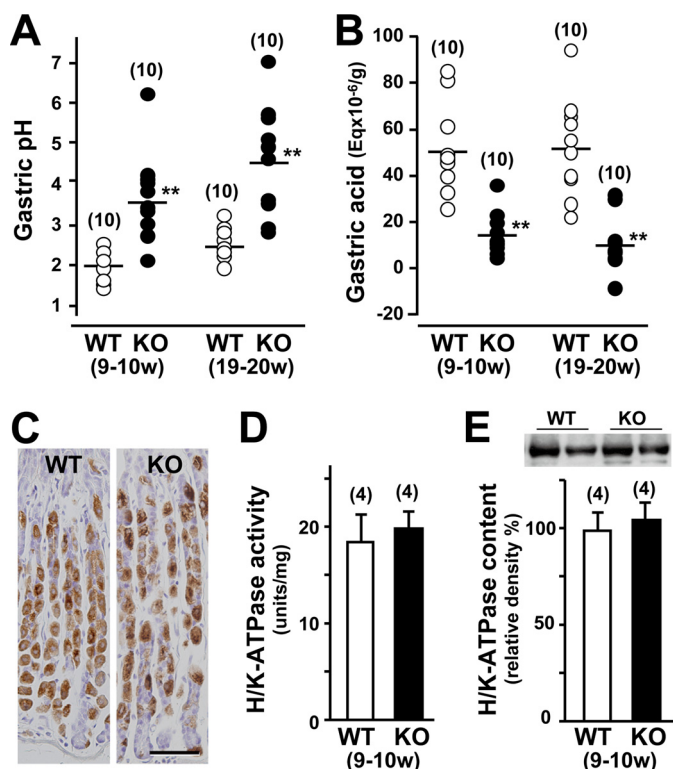 A
Gastric pH
7
6
5
4
3
2
1
(10)
(10)
**
(10)
(10)
**
WT KO
(9-10w)
WT KO
(19-20w)
B
Gastric acid (Eqx10-6/g)
100
80
60
40
20
0
-20
(10)
(10)
**
(10)
(10)
**
WT KO
(9-10w)
WT KO
(19-20w)
C
WT
KO
D
H/K-ATPase activity
(units/mg)
20
10
0
(4)
(4)
WT KO
(9-10w)
E
WT
KO
H/K-ATPase content
(relative density %)
100
50
0
(4)
(4)
WT KO
(9-10w)